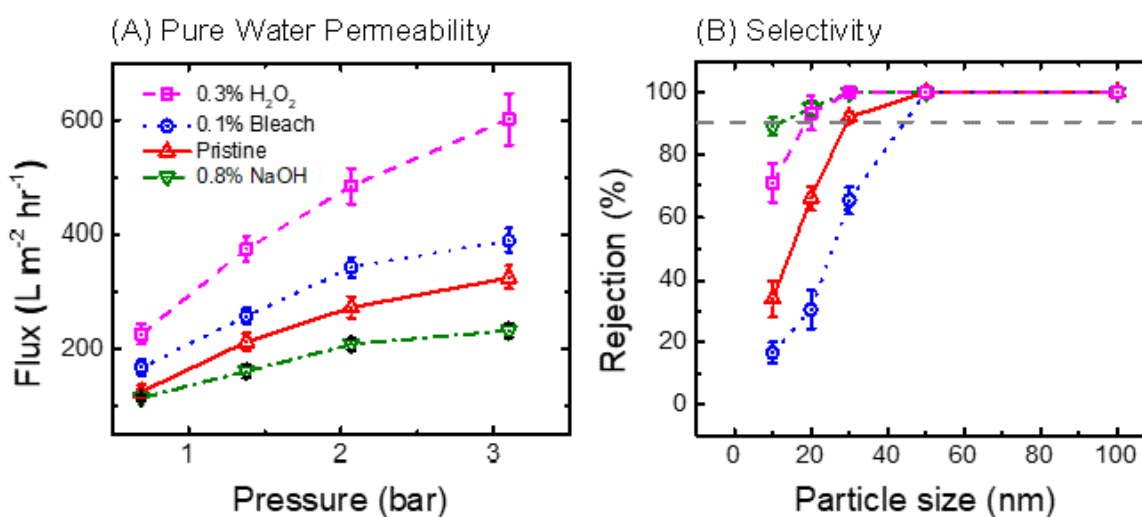 (A) Pure Water Permeability
0.3% H₂O₂
0.1% Bleach
Pristine
0.8% NaOH
600
400
200
Flux (L m⁻² hr⁻¹)
1 2 3
Pressure (bar)
(B) Selectivity
100
80
60
40
20
0
Rejection (%)
0 20 40 60 80 100
Particle size (nm)